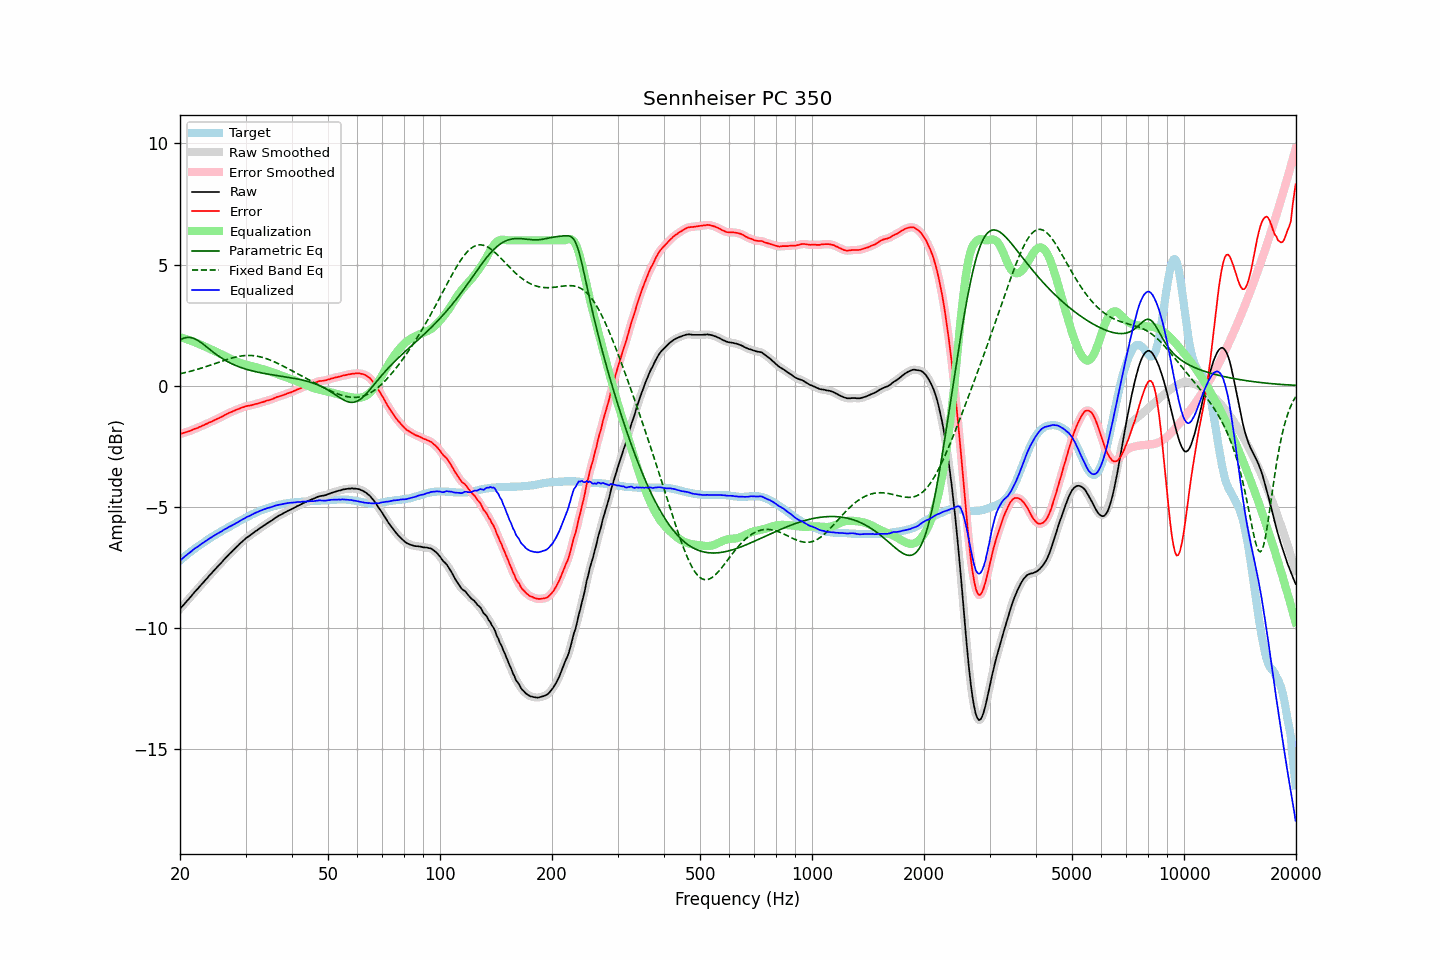 Sennheiser PC 350
Target
Raw Smoothed
Error Smoothed
Raw
Error
Equalization
Parametric Eq
Fixed Band Eq
Equalized
10
5
0
−5
−10
−15
Amplitude (dBr)
20 50 100 200 500 1000 2000 5000 10000 20000
Frequency (Hz)